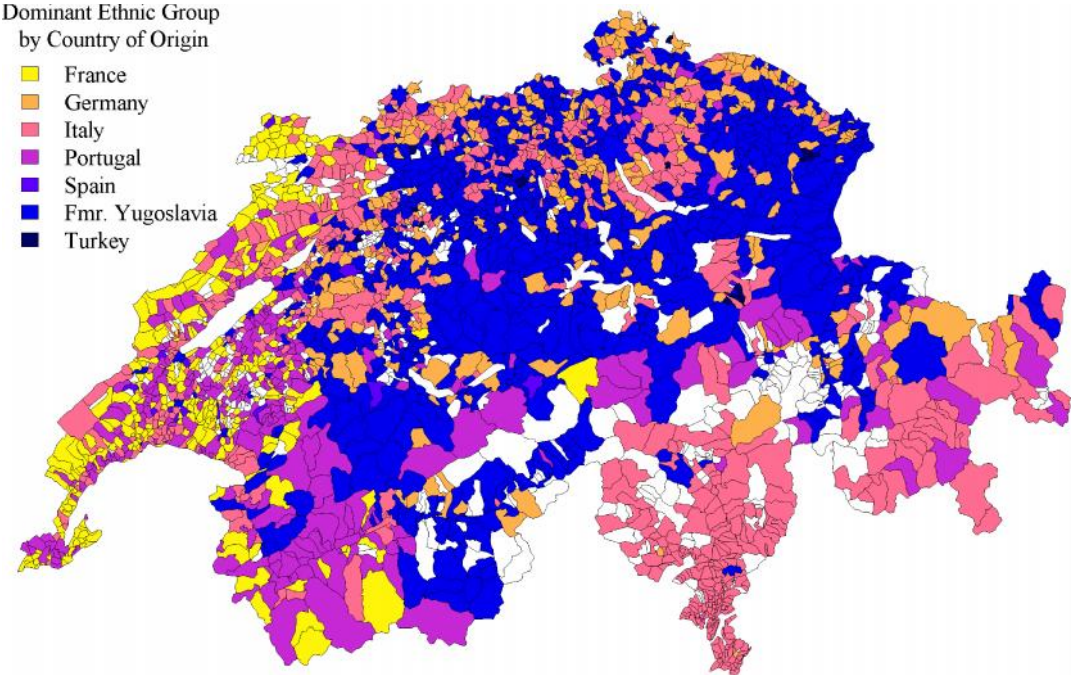 Dominant Ethnic Group
by Country of Origin
France
Germany
Italy
Portugal
Spain
Fmr. Yugoslavia
Turkey